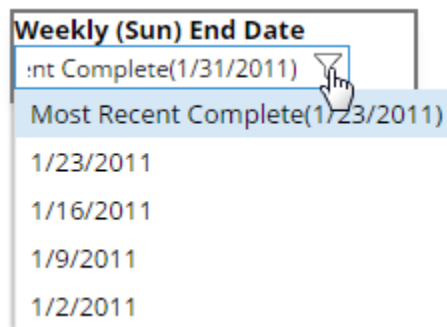 Weekly (Sun) End Date
nt Complete(1/31/2011)
Most Recent Complete(1/23/2011)
1/23/2011
1/16/2011
1/9/2011
1/2/2011